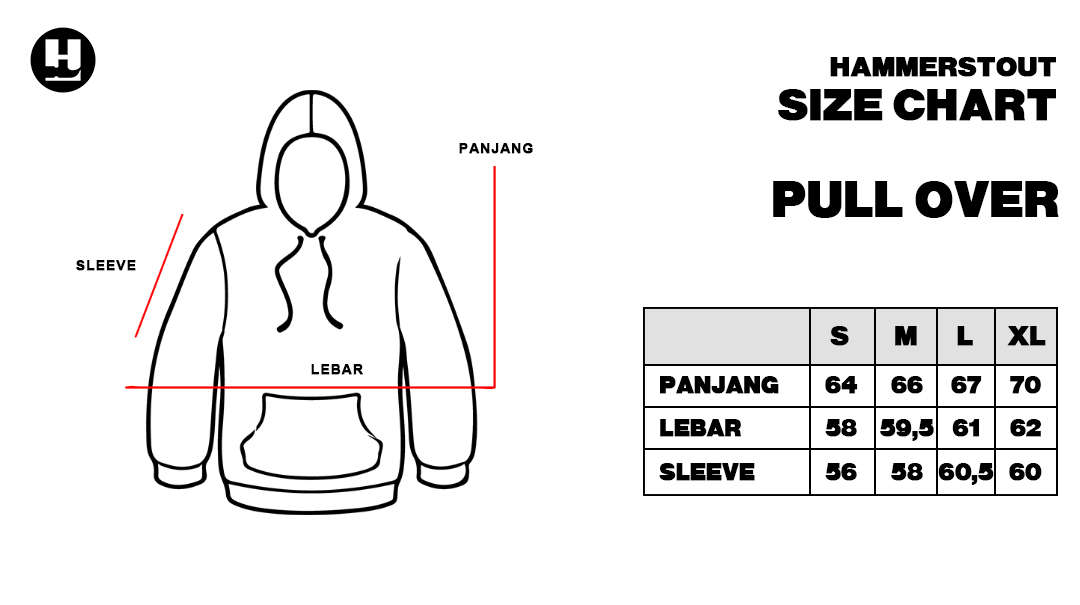 HAMMERSTOUT
SIZE CHART
PULL OVER
PANJANG
SLEEVE
LEBAR
S M L XL
PANJANG 64 66 67 70
LEBAR 58 59,5 61 62
SLEEVE 56 58 60,5 60